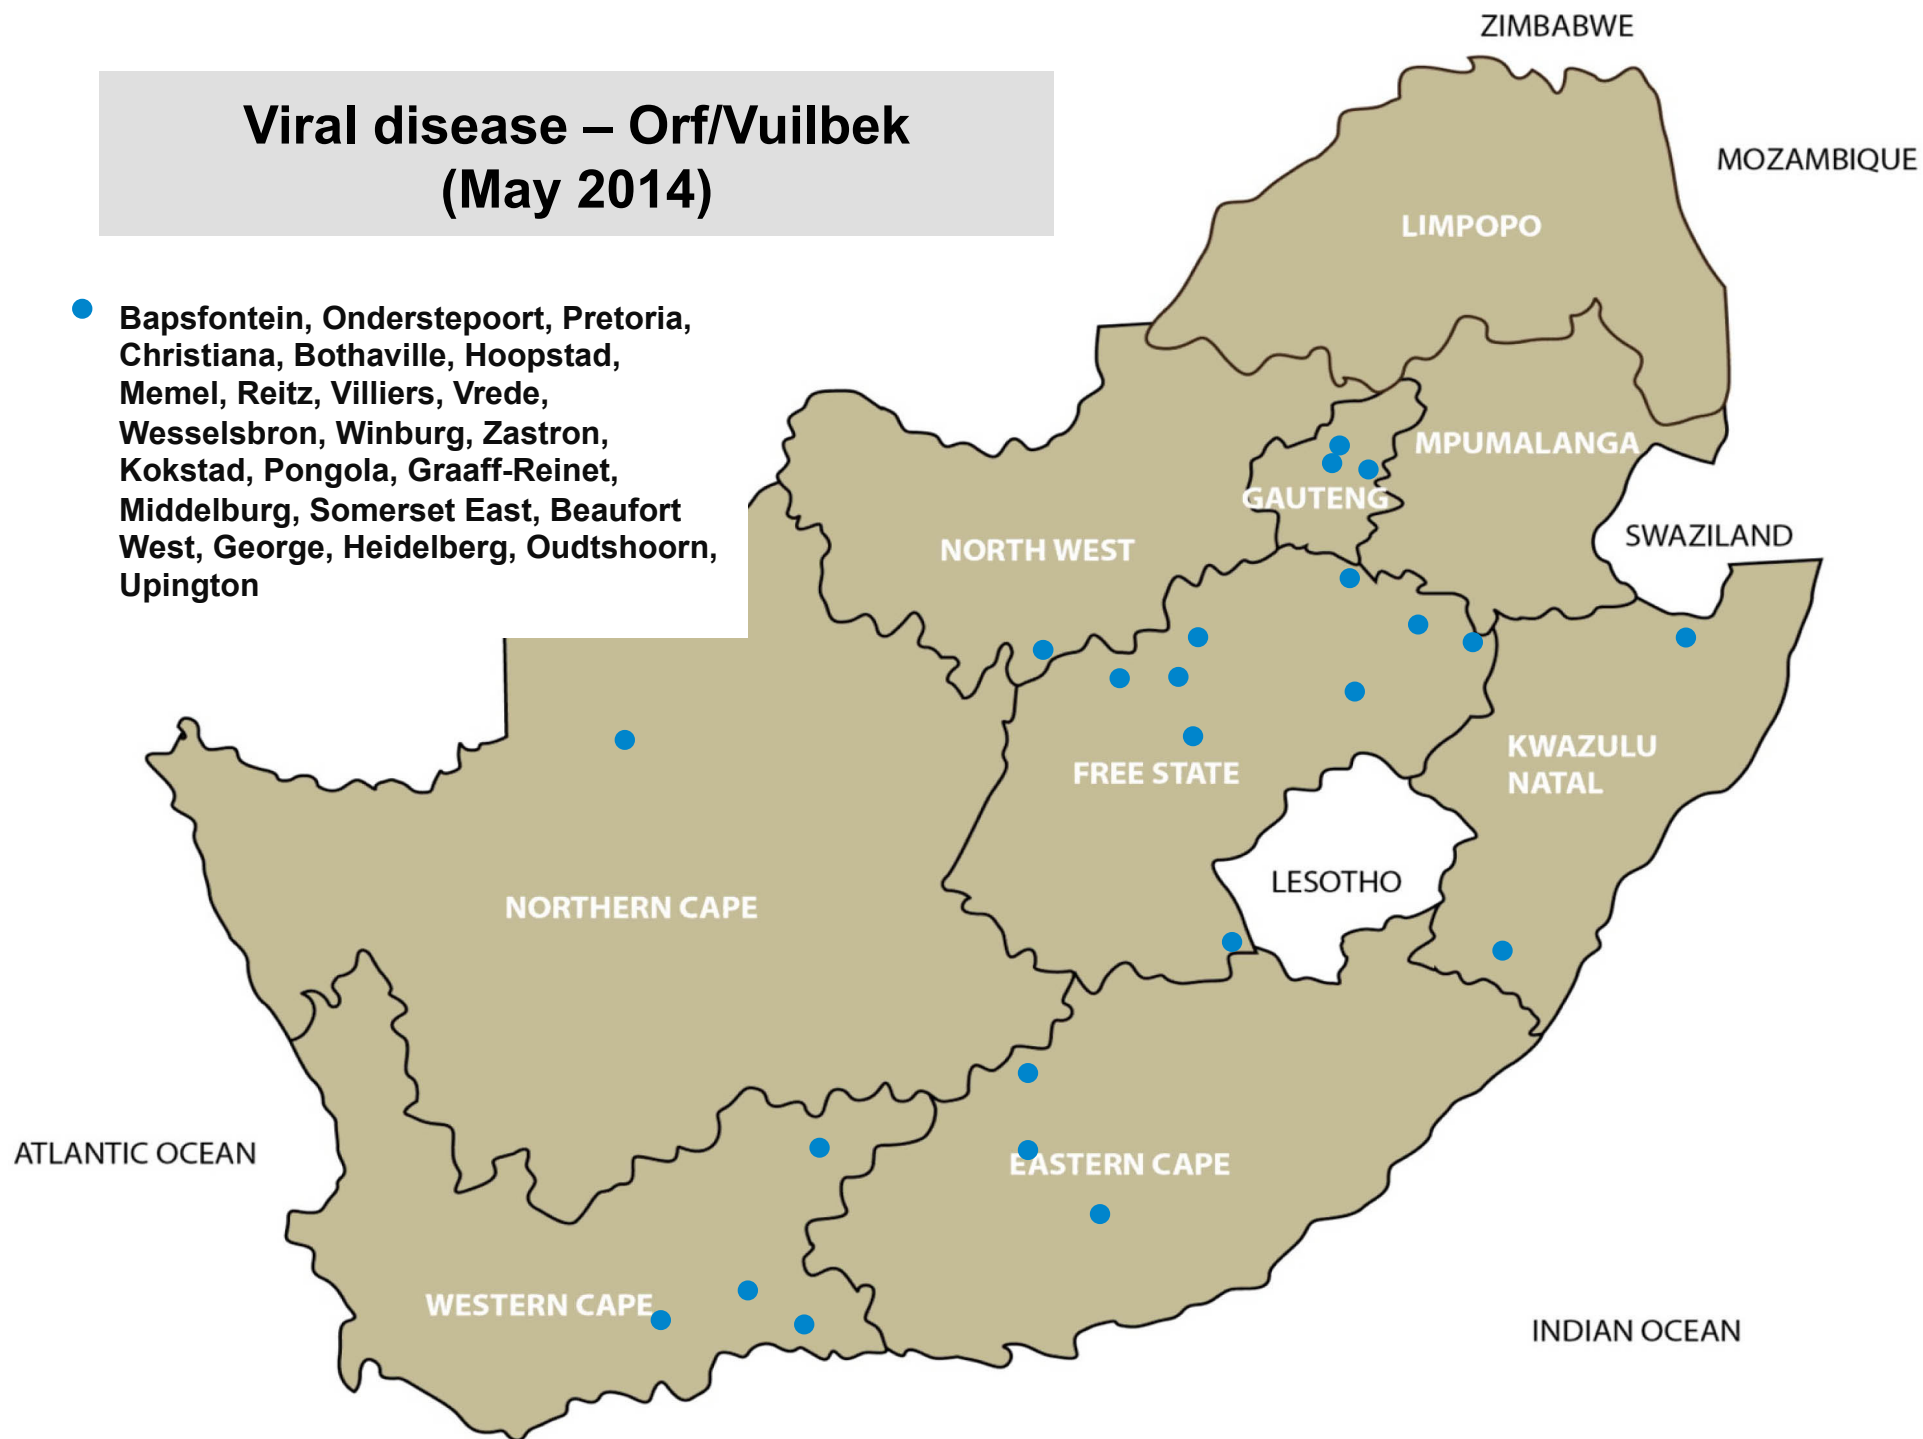 Viral disease – Orf/Vuilbek
(May 2014)
Bapsfontein, Onderstepoort, Pretoria,
Christiana, Bothaville, Hoopstad,
Memel, Reitz, Villiers, Vrede,
Wesselsbron, Winburg, Zastron,
Kokstad, Pongola, Graaff-Reinet,
Middelburg, Somerset East, Beaufort
West, George, Heidelberg, Oudtshoorn,
Upington
ZIMBABWE
MOZAMBIQUE
LIMPOPO
MPUMALANGA
GAUTENG
SWAZILAND
NORTH WEST
KWAZULU
NATAL
FREE STATE
LESOTHO
NORTHERN CAPE
ATLANTIC OCEAN
EASTERN CAPE
WESTERN CAPE
INDIAN OCEAN